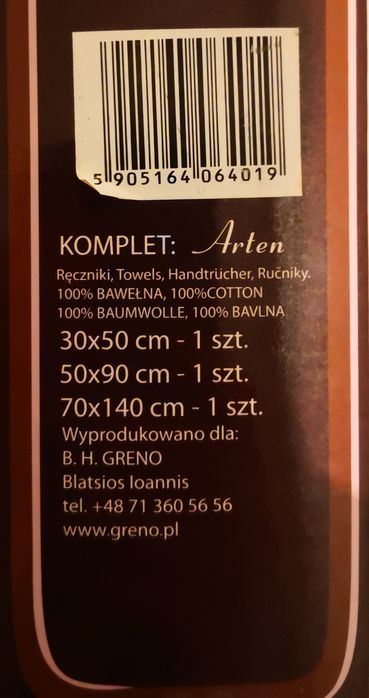 5 905164 064019
KOMPLET: Arten
Ręczniki, Towels, Handtrücher, Ručniky.
100% BAWEŁNA, 100%COTTON
100% BAUMWOLLE, 100% BAVLNA
30x50 cm - 1 szt.
50x90 cm - 1 szt.
70x140 cm - 1 szt.
Wyprodukowano dla:
B. H. GRENO
Blatsios Ioannis
tel. +48 71 360 56 56
www.greno.pl